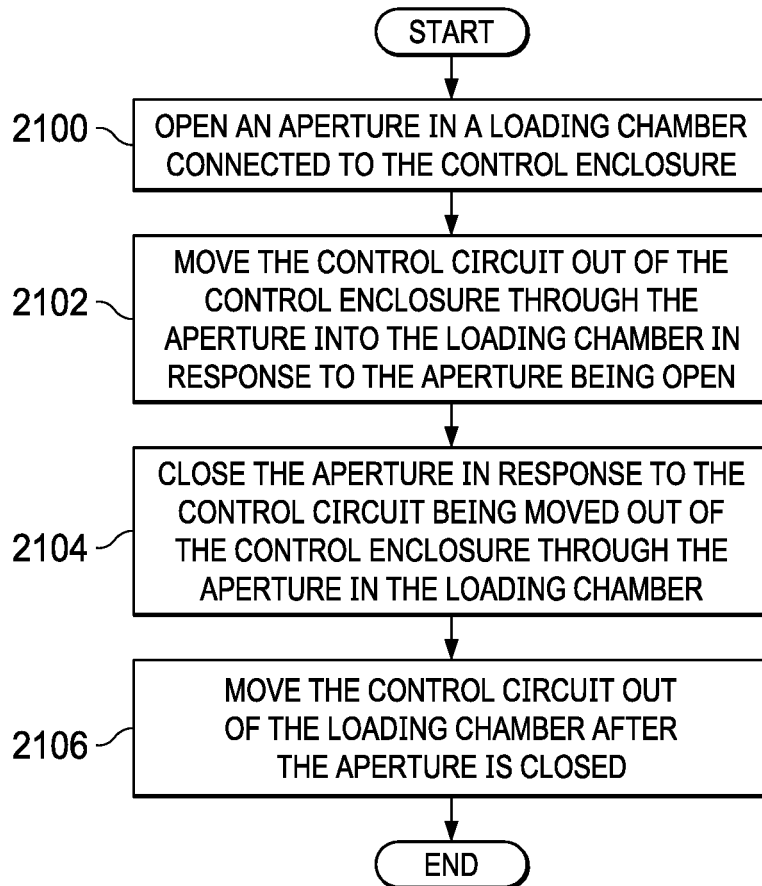 START
2100
OPEN AN APERTURE IN A LOADING CHAMBER
CONNECTED TO THE CONTROL ENCLOSURE
2102
MOVE THE CONTROL CIRCUIT OUT OF THE
CONTROL ENCLOSURE THROUGH THE
APERTURE INTO THE LOADING CHAMBER IN
RESPONSE TO THE APERTURE BEING OPEN
2104
CLOSE THE APERTURE IN RESPONSE TO THE
CONTROL CIRCUIT BEING MOVED OUT OF
THE CONTROL ENCLOSURE THROUGH THE
APERTURE IN THE LOADING CHAMBER
2106
MOVE THE CONTROL CIRCUIT OUT
OF THE LOADING CHAMBER AFTER
THE APERTURE IS CLOSED
END